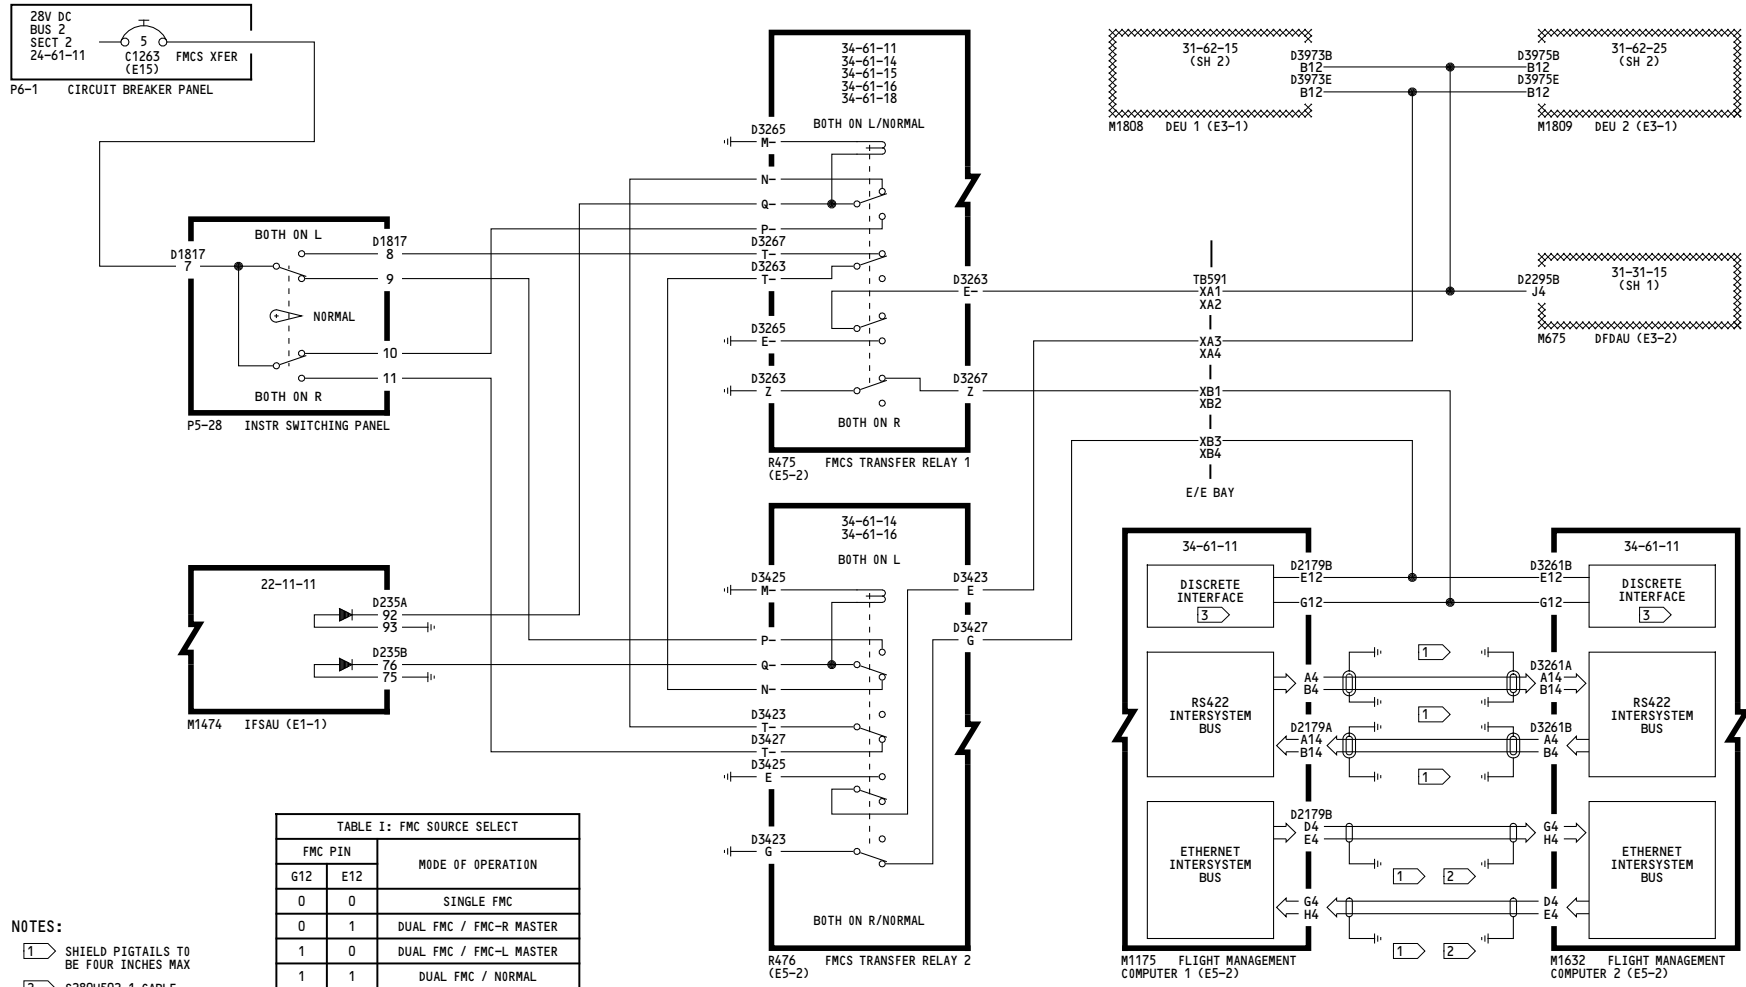 28V DC
BUS 2
SECT 2
24-61-11
5
C1263
(E15)
FMCS XFER
P6-1 CIRCUIT BREAKER PANEL
BOTH ON L
D1817
7
D1817
8
9
NORMAL
10
11
BOTH ON R
P5-28 INSTR SWITCHING PANEL
22-11-11
D235A
92
93
D235B
76
75
M1474 IFSAU (E1-1)
34-61-11
34-61-14
34-61-15
34-61-16
34-61-18
BOTH ON L/NORMAL
D3265
M-
N-
Q-
P-
D3267
T-
D3263
T-
D3263
E-
D3265
E-
D3263
Z
D3267
Z
BOTH ON R
R475 FMCS TRANSFER RELAY 1
(E5-2)
34-61-14
34-61-16
BOTH ON L
D3425
M-
D3423
E
D3427
G
P-
Q-
N-
D3423
T-
D3427
T-
D3425
E
D3423
G
BOTH ON R/NORMAL
R476 FMCS TRANSFER RELAY 2
(E5-2)
31-62-15
(SH 2)
D3973B
B12
D3973E
B12
M1808 DEU 1 (E3-1)
D3975B
B12
D3975E
B12
31-62-25
(SH 2)
M1809 DEU 2 (E3-1)
TB591
XA1
XA2
XA3
XA4
XB1
XB2
XB3
XB4
E/E BAY
D2295B
J4
31-31-15
(SH 1)
M675 DFDAU (E3-2)
34-61-11
DISCRETE
INTERFACE
3
D2179B
E12
G12
RS422
INTERSYSTEM
BUS
A4
B4
D2179A
A14
B14
ETHERNET
INTERSYSTEM
BUS
D2179B
D4
E4
G4
H4
M1175 FLIGHT MANAGEMENT
COMPUTER 1 (E5-2)
1
1
1
1 2
1 2
34-61-11
D3261B
E12
G12
DISCRETE
INTERFACE
3
D3261A
A14
B14
D3261B
A4
B4
RS422
INTERSYSTEM
BUS
G4
H4
D4
E4
ETHERNET
INTERSYSTEM
BUS
M1632 FLIGHT MANAGEMENT
COMPUTER 2 (E5-2)
TABLE I: FMC SOURCE SELECT
FMC PIN MODE OF OPERATION
G12 E12
0 0 SINGLE FMC
0 1 DUAL FMC / FMC-R MASTER
1 0 DUAL FMC / FMC-L MASTER
1 1 DUAL FMC / NORMAL
NOTES:
1 SHIELD PIGTAILS TO
BE FOUR INCHES MAX